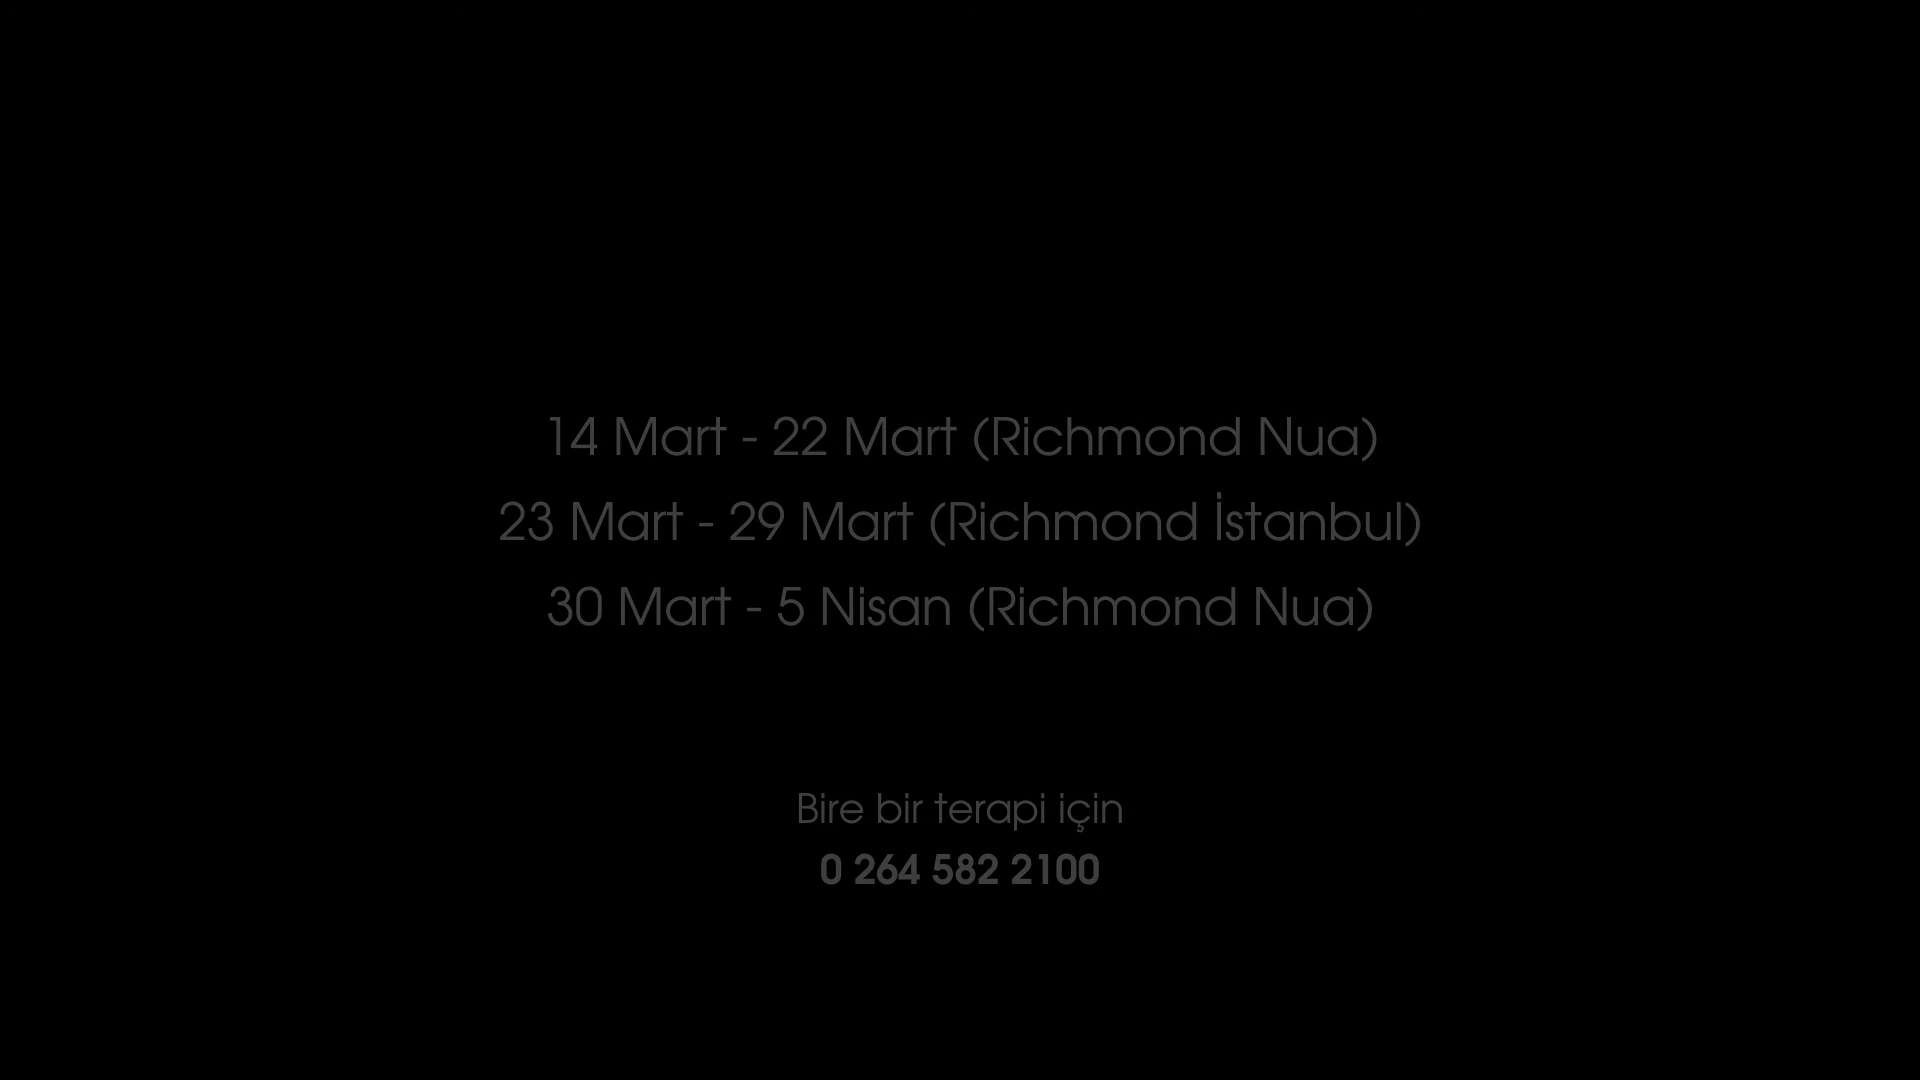 14 Mart - 22 Mart (Richmond Nua)
23 Mart - 29 Mart (Richmond İstanbul)
30 Mart - 5 Nisan (Richmond Nua)
Bire bir terapi için
0 264 582 2100